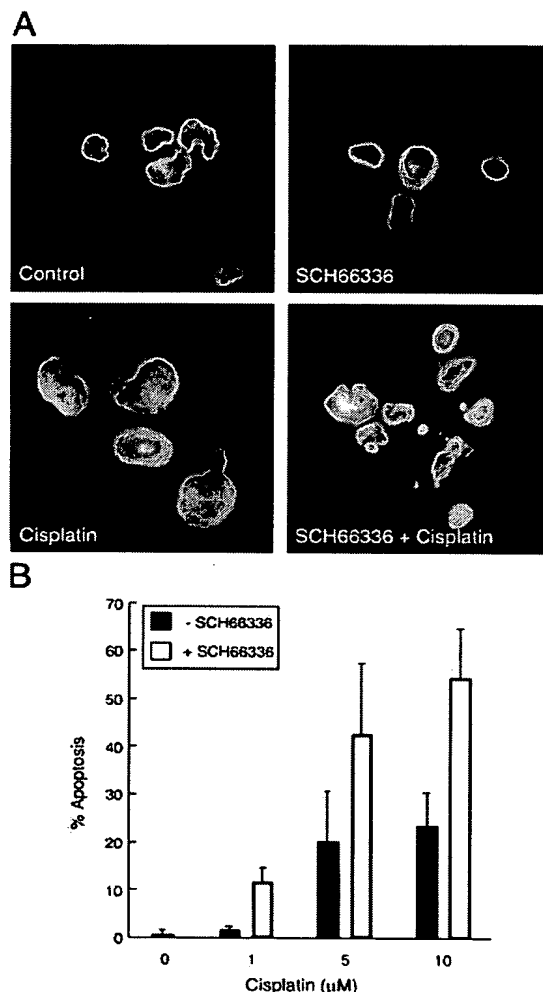 A
Control
SCH66336
Cisplatin
SCH66336 + Cisplatin
B
70
60
50
40
30
20
10
0
% Apoptosis
- SCH66336
+ SCH66336
0 1 5 10
Cisplatin (µM)